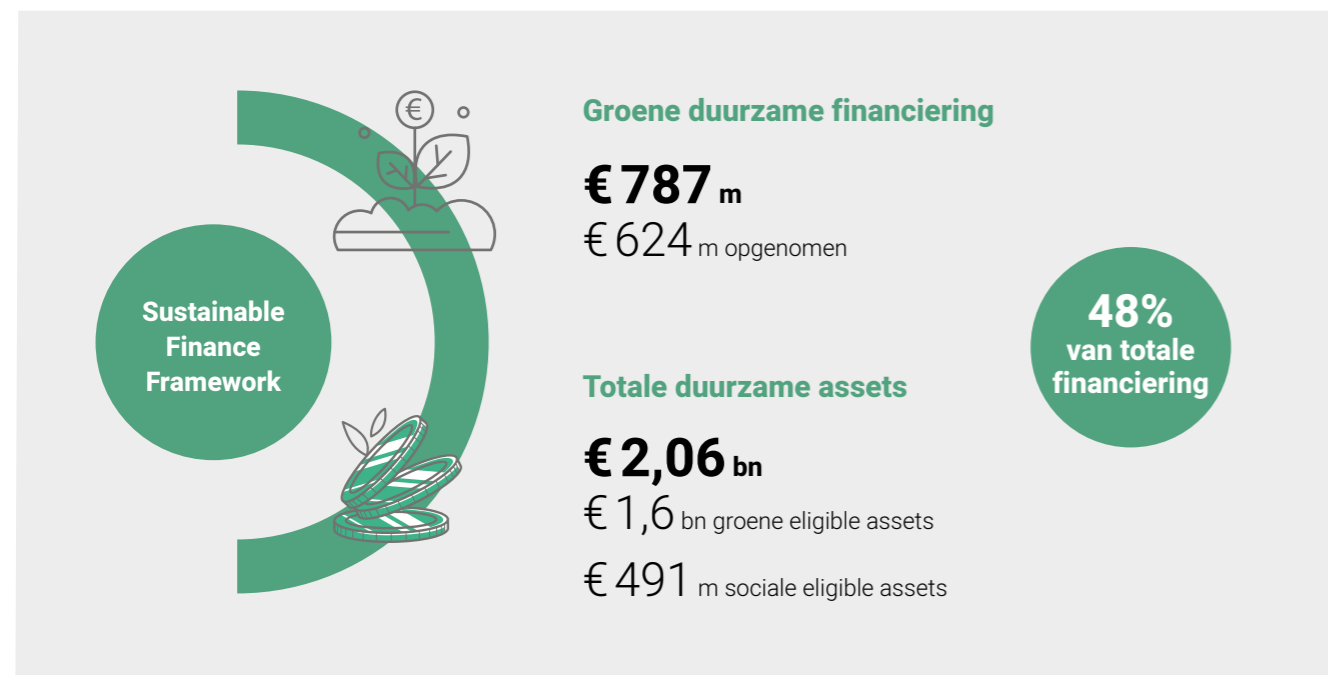 Sustainable
Finance
Framework
€
Groene duurzame financiering
€ 787 m
€ 624 m opgenomen
Totale duurzame assets
€ 2,06 bn
€ 1,6 bn groene eligible assets
€ 491 m sociale eligible assets
48%
van totale
financiering